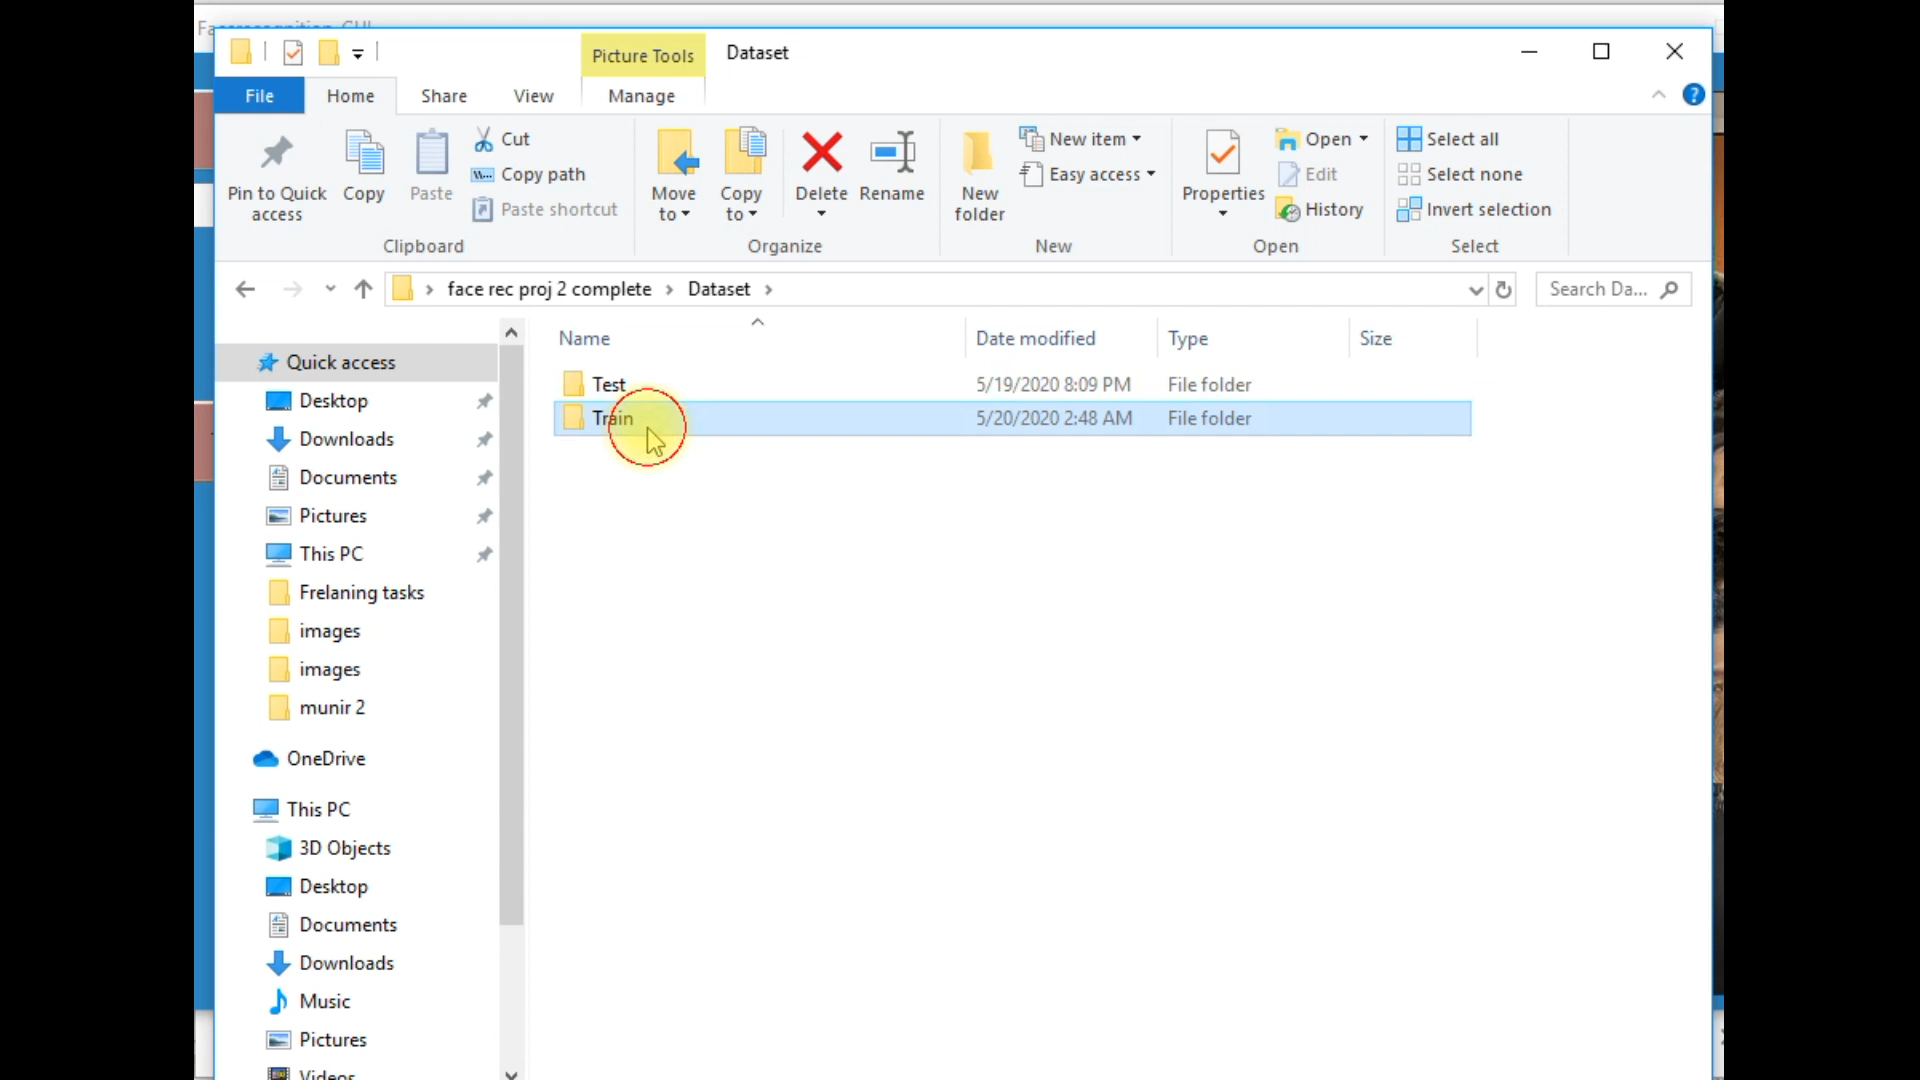 Facerecognition_GUI
Picture Tools
Dataset
File
Home
Share
View
Manage
Pin to Quick access
Copy
Paste
Cut
Copy path
Paste shortcut
Clipboard
Move to
Copy to
Delete
Rename
Organize
New folder
New item
Easy access
New
Properties
Open
Edit
History
Open
Select all
Select none
Invert selection
Select
face rec proj 2 complete
Dataset
Search Da...
Name
Date modified
Type
Size
Test
5/19/2020 8:09 PM
File folder
Train
5/20/2020 2:48 AM
File folder
Quick access
Desktop
Downloads
Documents
Pictures
This PC
Frelaning tasks
images
images
munir 2
OneDrive
This PC
3D Objects
Desktop
Documents
Downloads
Music
Pictures
Videos